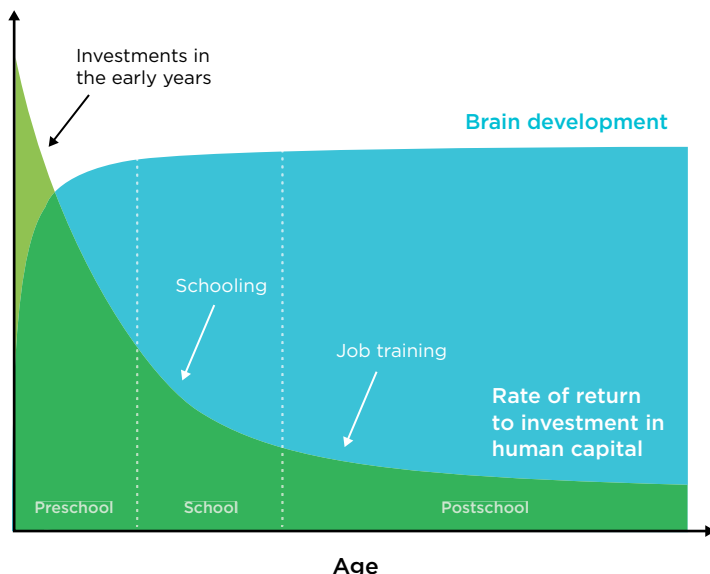 Investments in
the early years
Brain development
Schooling
Job training
Rate of return
to investment in
human capital
Preschool
School
Postschool
Age